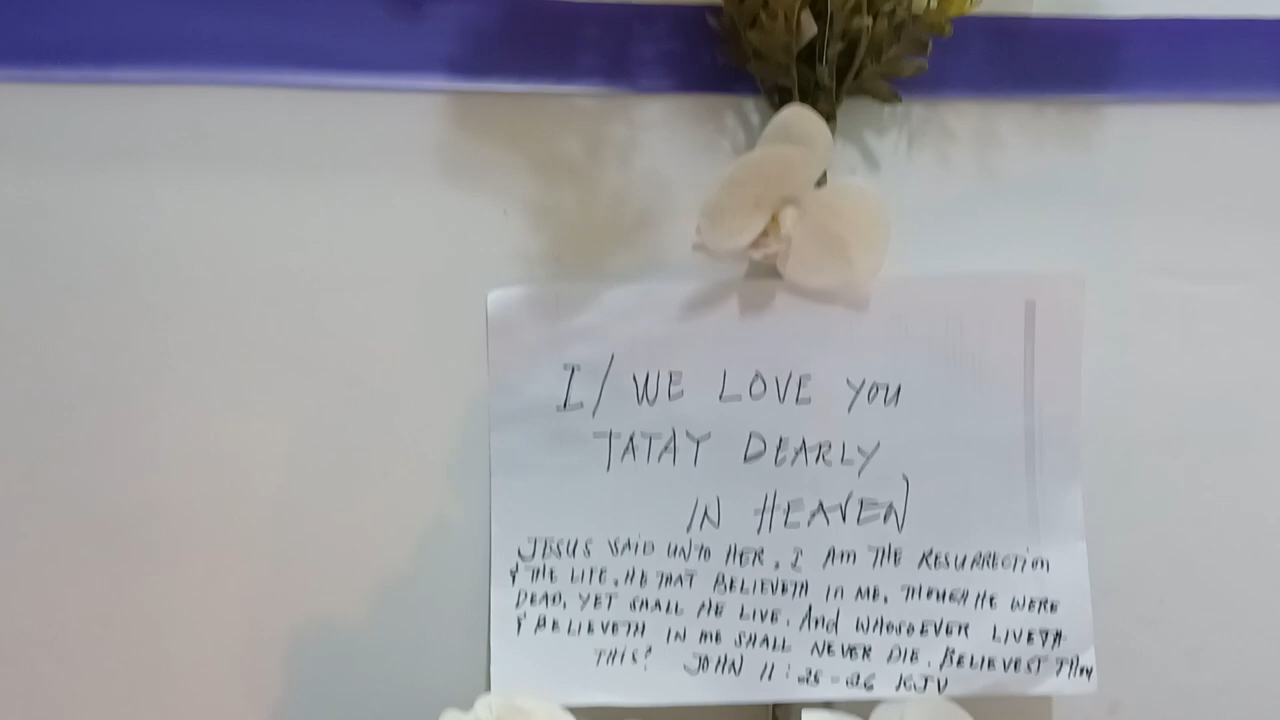 I/ WE LOVE YOU
TATAY DEARLY
IN HEAVEN
JESUS SAID UNTO HER, I AM THE RESURRECTION
& THE LIFE, HE THAT BELIEVETH IN ME, THOUGH HE WERE
DEAD, YET SHALL HE LIVE. And WHOSOEVER LIVETH
& BELIEVETH IN ME SHALL NEVER DIE. BELIEVEST THOU
THIS? JOHN 11:25-26 KJV